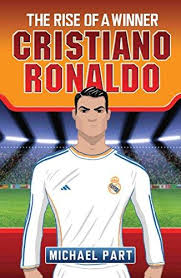 THE RISE OF A WINNER
CRISTIANO
RONALDO
MICHAEL PART